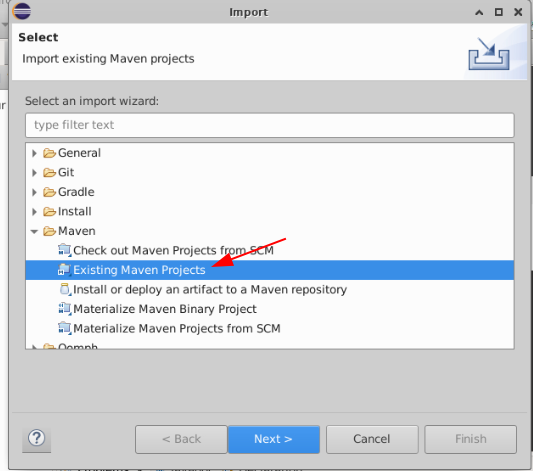 Import
Select
Import existing Maven projects
Select an import wizard:
type filter text
General
Git
Gradle
Install
Maven
Check out Maven Projects from SCM
Existing Maven Projects
Install or deploy an artifact to a Maven repository
Materialize Maven Binary Project
Materialize Maven Projects from SCM
Oomph
?
< Back
Next >
Cancel
Finish